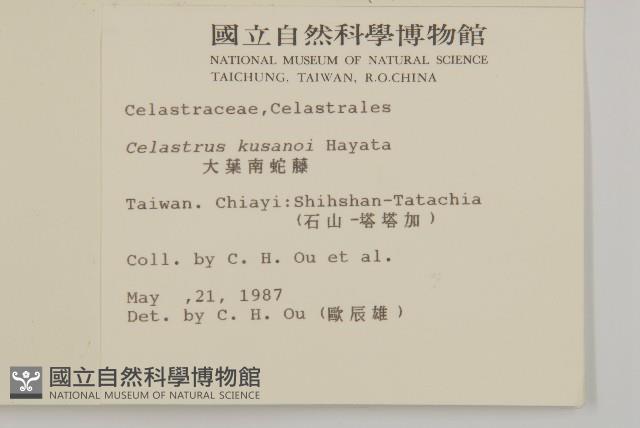 國立自然科學博物館
NATIONAL MUSEUM OF NATURAL SCIENCE
TAICHUNG, TAIWAN, R.O.CHINA
Celastraceae,Celastrales
Celastrus kusanoi Hayata
大葉南蛇藤
Taiwan. Chiayi:Shihshan-Tatachia
(石山-塔塔加)
Coll. by C. H. Ou et al.
May ,21, 1987
Det. by C. H. Ou (歐辰雄)
國立自然科學博物館
NATIONAL MUSEUM OF NATURAL SCIENCE